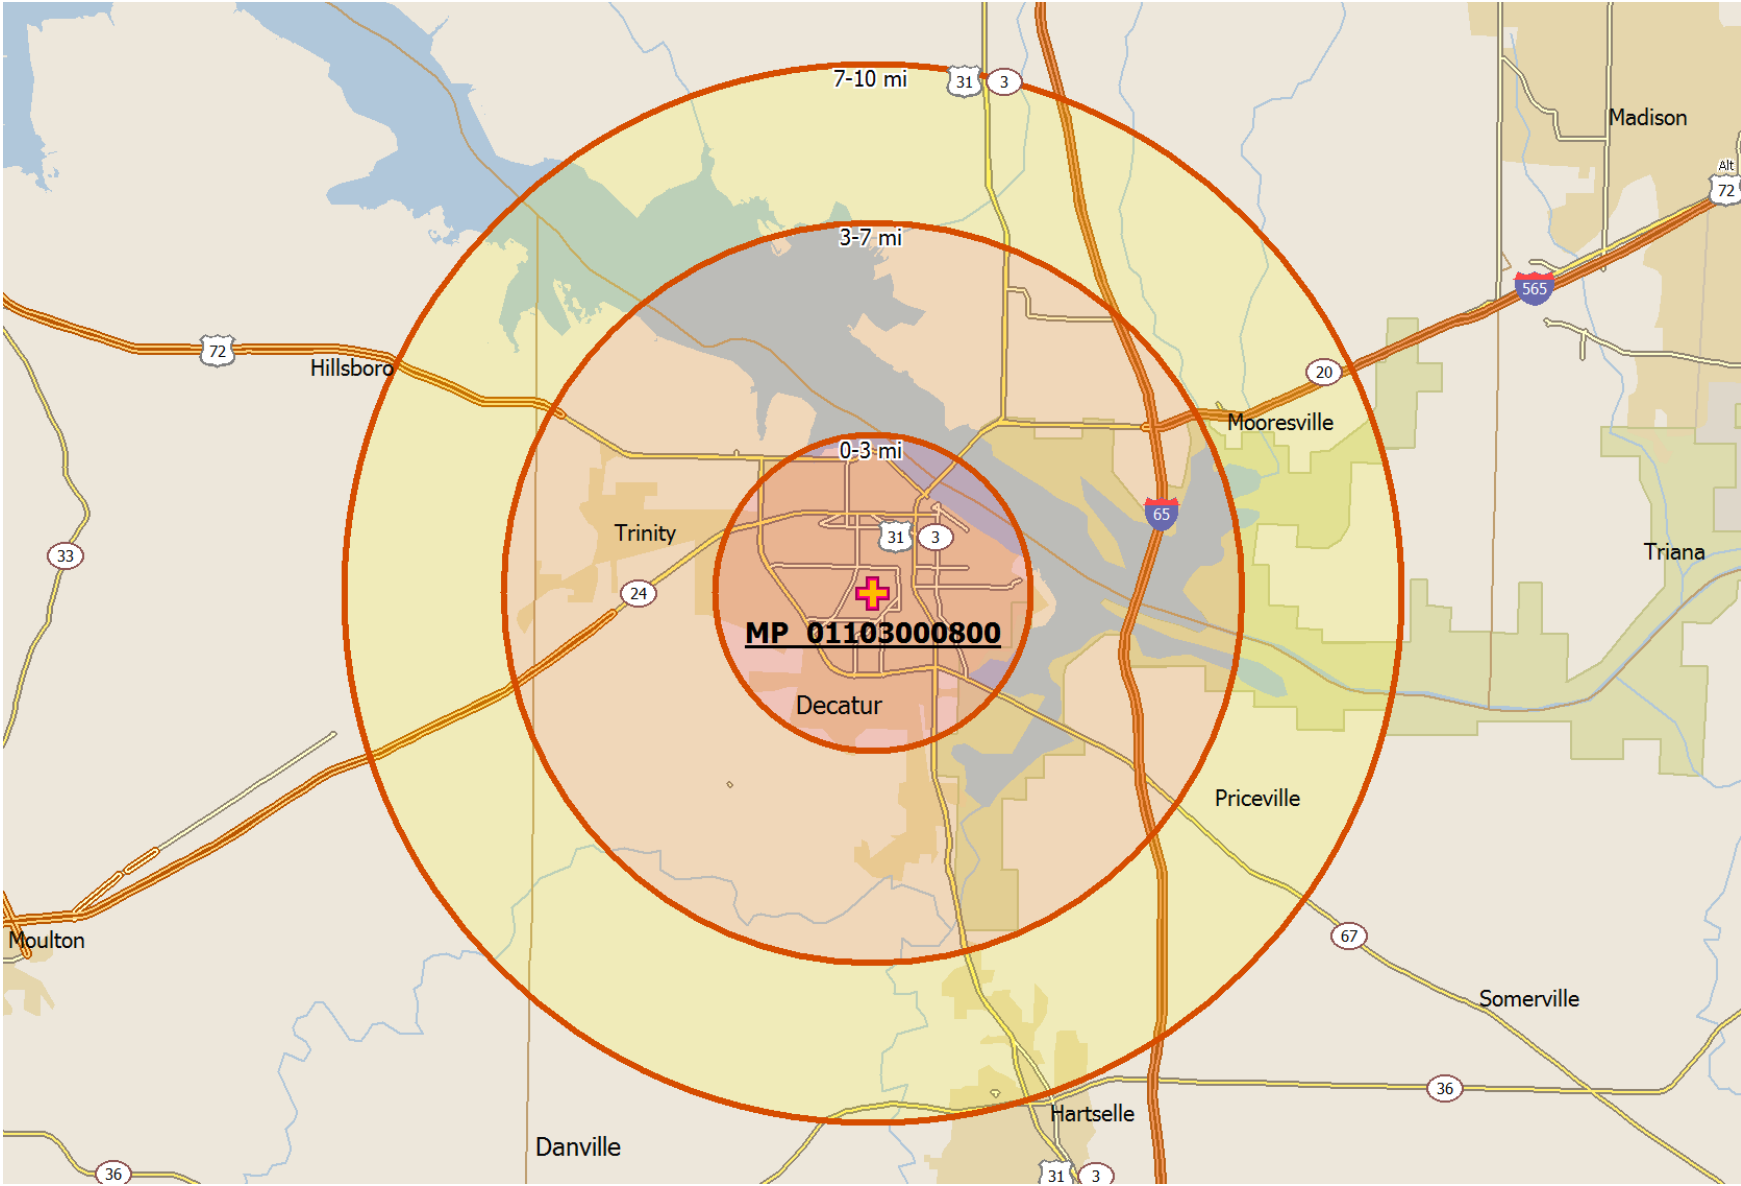 7-10 mi
31
3
Madison
Alt
72
3-7 mi
565
72
Hillsboro
20
Mooresville
0-3 mi
65
Trinity
31
3
33
Triana
24
MP 01103000800
Decatur
Priceville
Moulton
67
Somerville
36
Hartselle
Danville
36
31
3